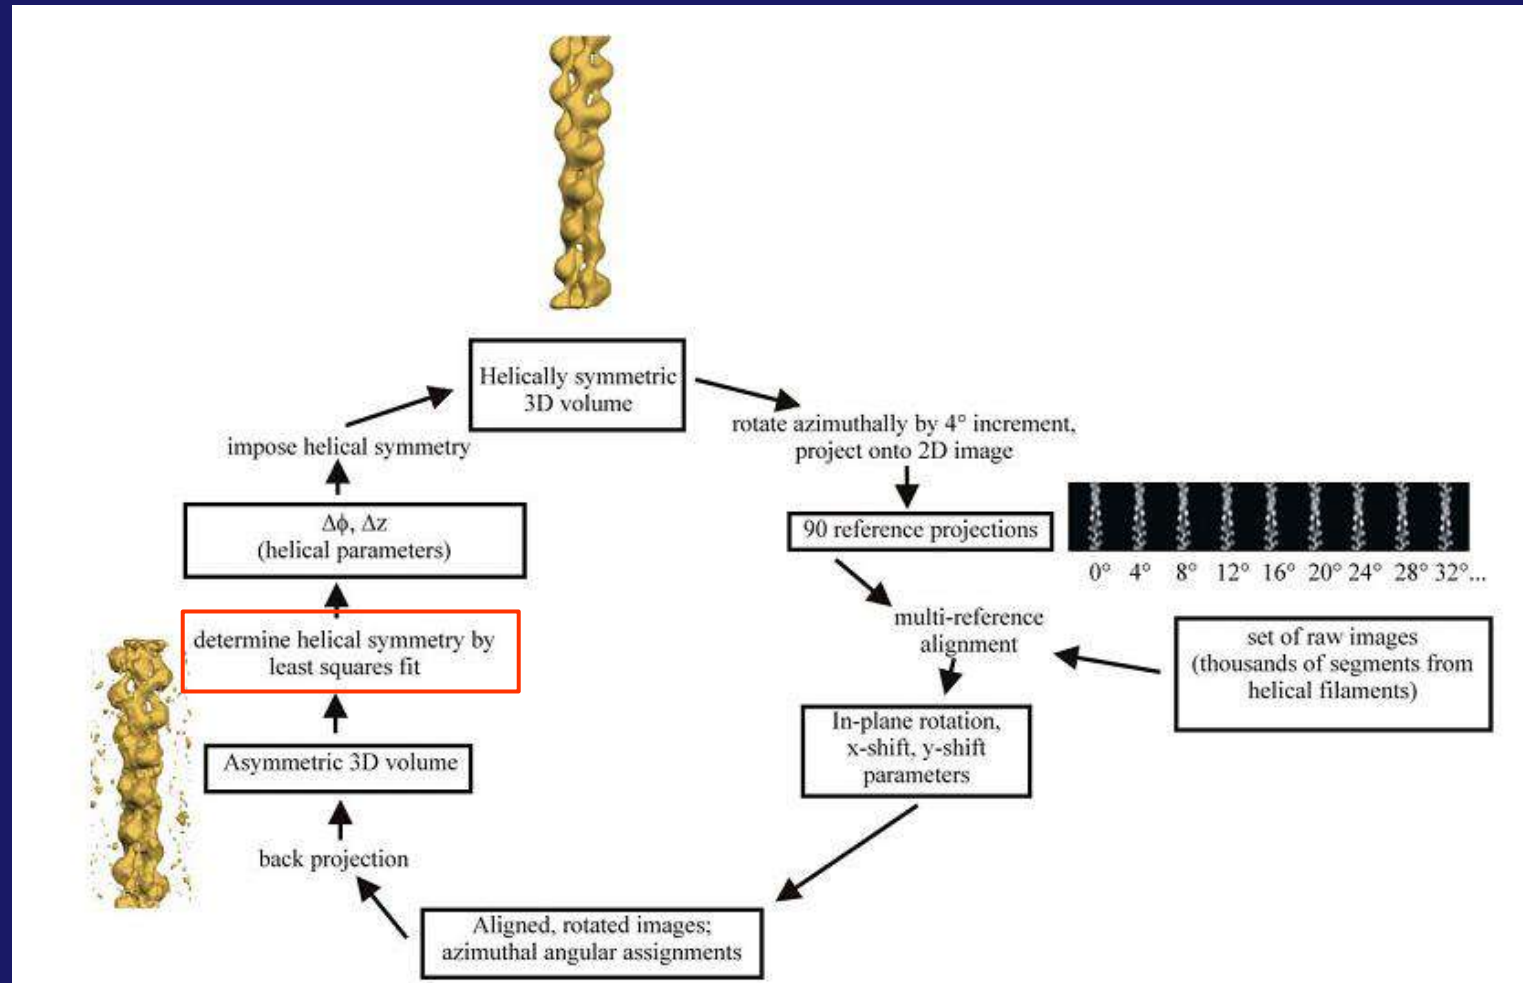 Helically symmetric
3D volume
rotate azimuthally by 4° increment,
project onto 2D image
90 reference projections
0° 4° 8° 12° 16° 20° 24° 28° 32°...
multi-reference
alignment
set of raw images
(thousands of segments from
helical filaments)
In-plane rotation,
x-shift, y-shift
parameters
Aligned, rotated images;
azimuthal angular assignments
back projection
Asymmetric 3D volume
determine helical symmetry by
least squares fit
Δϕ, Δz
(helical parameters)
impose helical symmetry